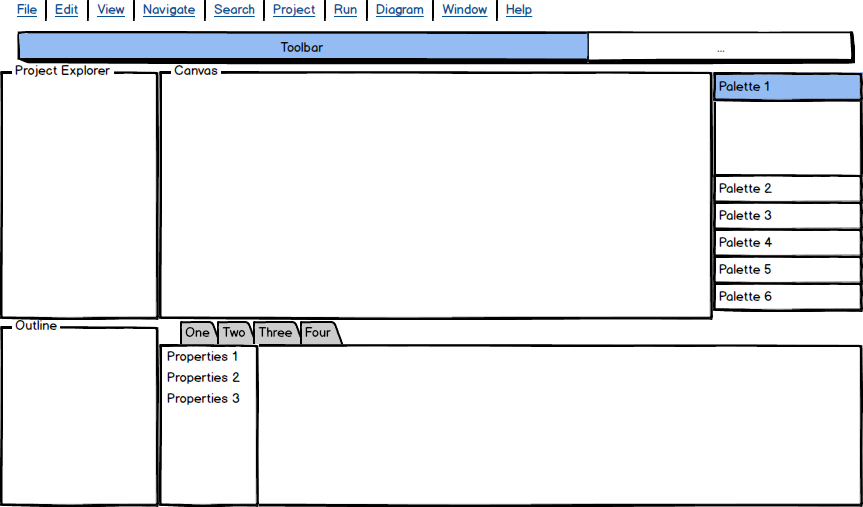 File Edit View Navigate Search Project Run Diagram Window Help
Toolbar ...
Project Explorer
Canvas
Palette 1
Palette 2
Palette 3
Palette 4
Palette 5
Palette 6
Outline
One Two Three Four
Properties 1
Properties 2
Properties 3